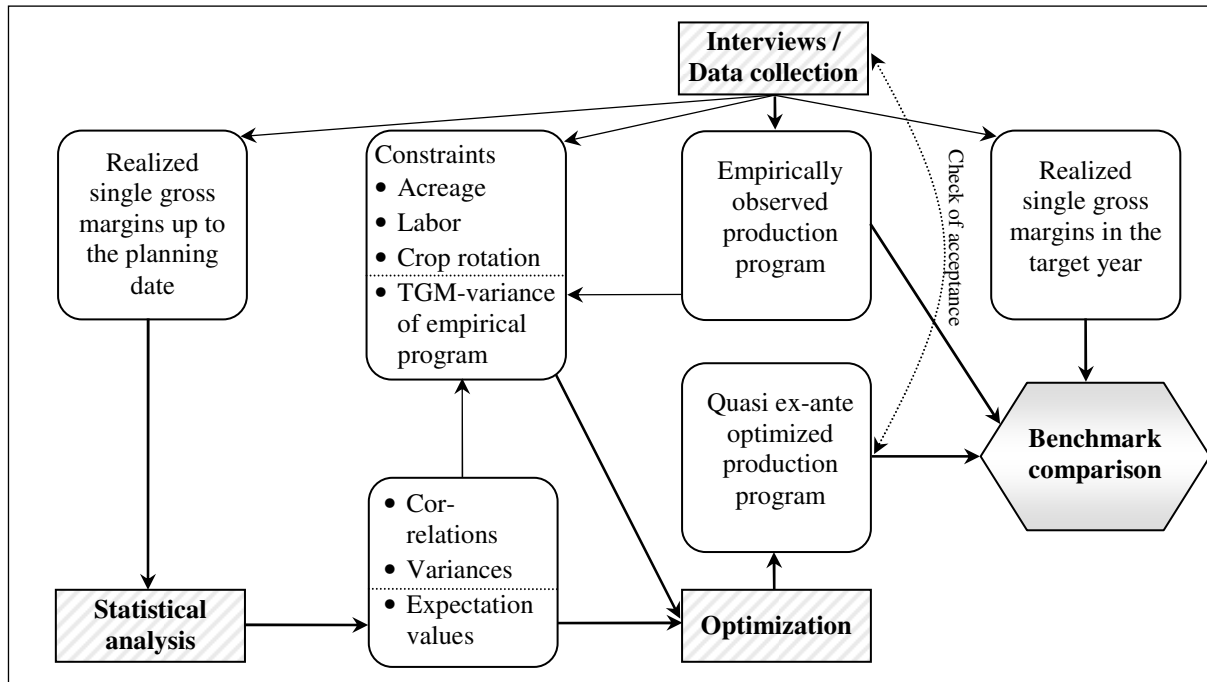 Interviews /
Data collection
Realized
single gross
margins up to
the planning
date
Constraints
• Acreage
• Labor
• Crop rotation
• TGM-variance
of empirical
program
Empirically
observed
production
program
Check of acceptance
Realized
single gross
margins in the
target year
Quasi ex-ante
optimized
production
program
Benchmark
comparison
• Cor-
relations
• Variances
• Expectation
values
Statistical
analysis
Optimization